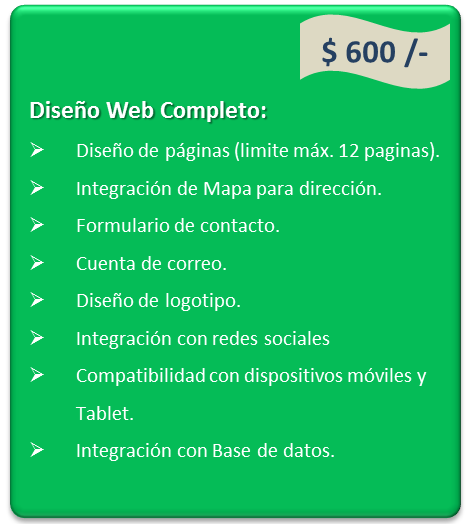 $ 600 /-
Diseño Web Completo:
➢ Diseño de páginas (limite máx. 12 paginas).
➢ Integración de Mapa para dirección.
➢ Formulario de contacto.
➢ Cuenta de correo.
➢ Diseño de logotipo.
➢ Integración con redes sociales
➢ Compatibilidad con dispositivos móviles y
Tablet.
➢ Integración con Base de datos.